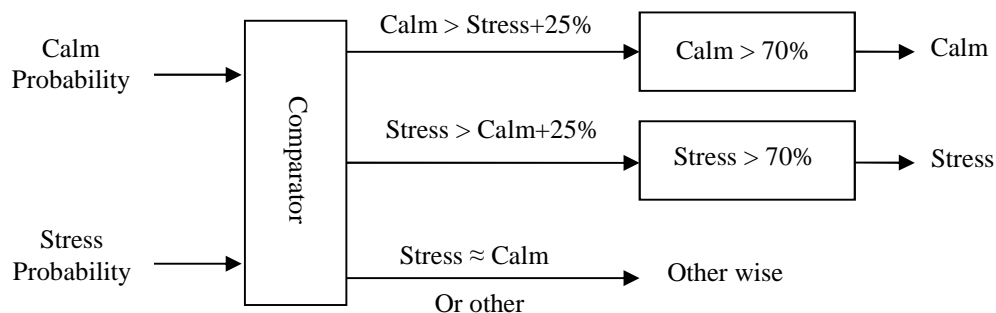 Calm > Stress+25%
Calm
Probability
Calm > 70%
Calm
Comparator
Stress > Calm+25%
Stress > 70%
Stress
Stress
Probability
Stress ≈ Calm
Other wise
Or other